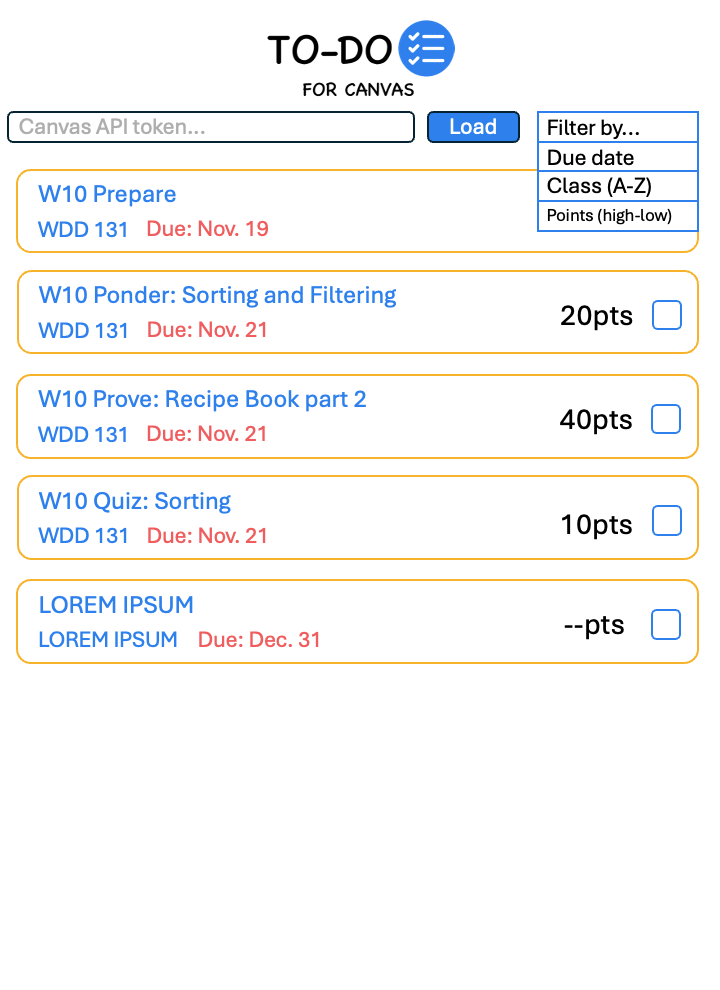 TO-DO
FOR CANVAS
Canvas API token...
Load
Filter by...
Due date
Class (A-Z)
Points (high-low)
W10 Prepare
WDD 131 Due: Nov. 19
W10 Ponder: Sorting and Filtering
WDD 131 Due: Nov. 21
20pts
W10 Prove: Recipe Book part 2
WDD 131 Due: Nov. 21
40pts
W10 Quiz: Sorting
WDD 131 Due: Nov. 21
10pts
LOREM IPSUM
LOREM IPSUM Due: Dec. 31
--pts